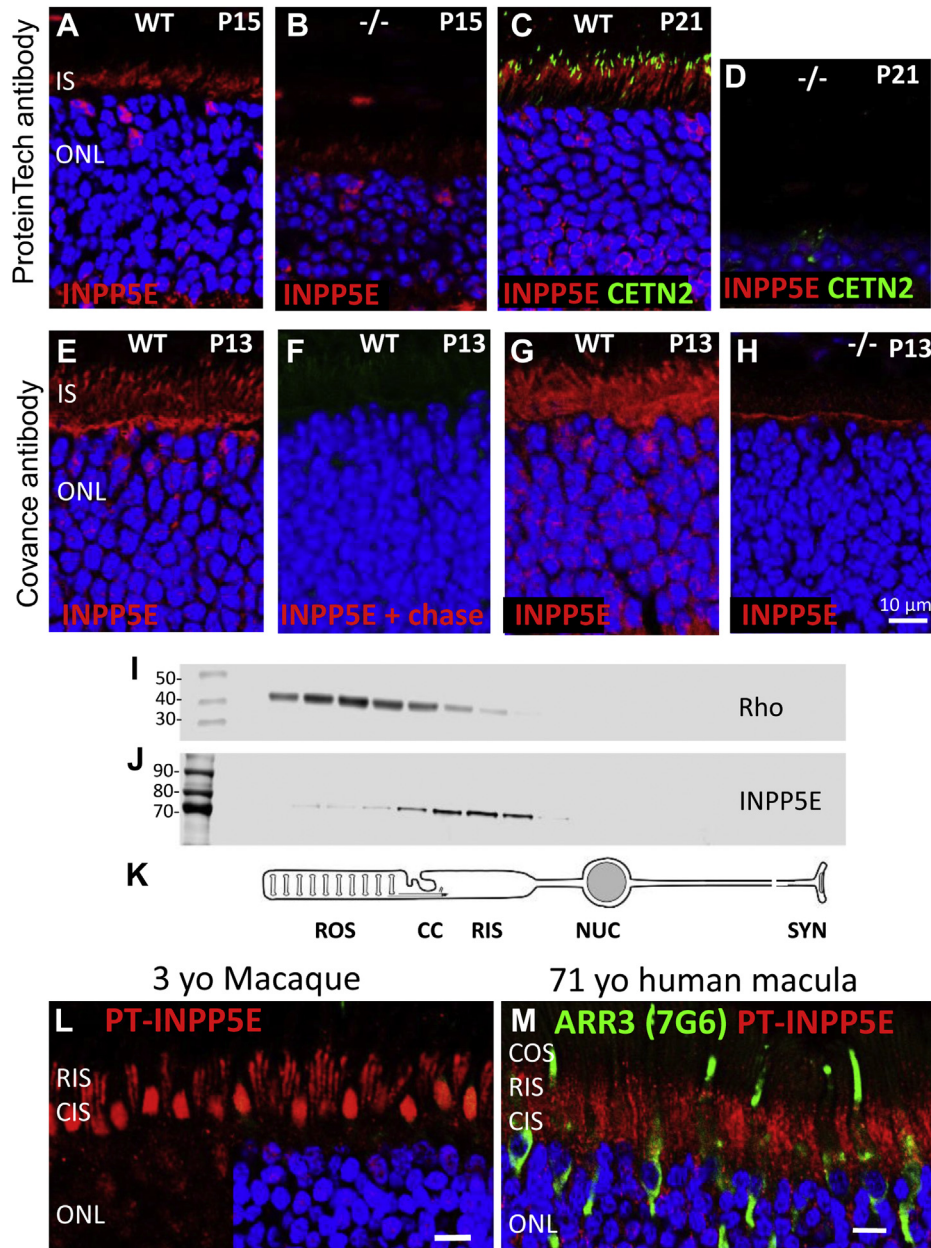 ProteinTech antibody
A WT P15
IS
ONL
INPP5E
B -/- P15
INPP5E
C WT P21
INPP5E CETN2
D -/- P21
INPP5E CETN2
Covance antibody
E WT P13
IS
ONL
INPP5E
F WT P13
INPP5E + chase
G WT P13
INPP5E
H -/- P13
INPP5E
10 µm
I
50-
40-
30-
Rho
J
90-
80-
70-
INPP5E
K
ROS CC RIS NUC SYN
3 yo Macaque
L PT-INPP5E
RIS
CIS
ONL
71 yo human macula
M ARR3 (7G6) PT-INPP5E
COS
RIS
CIS
ONL